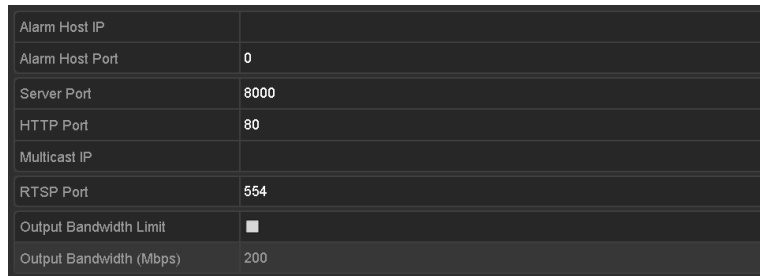 Alarm Host IP
Alarm Host Port 0
Server Port 8000
HTTP Port 80
Multicast IP
RTSP Port 554
Output Bandwidth Limit
Output Bandwidth (Mbps) 200